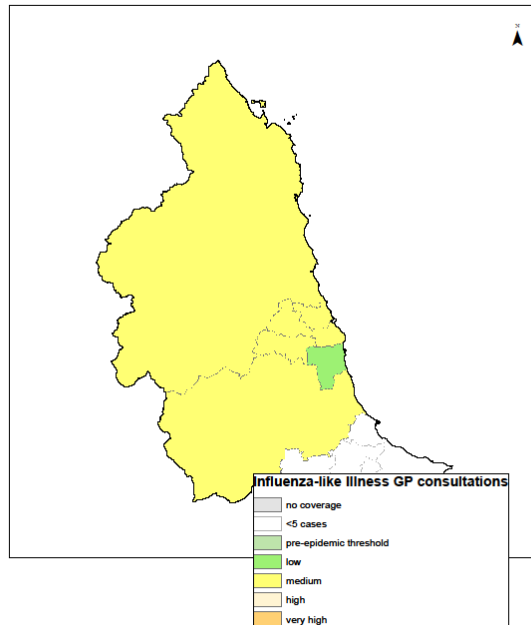 Influenza-like Illness GP consultations
no coverage
<5 cases
pre-epidemic threshold
low
medium
high
very high